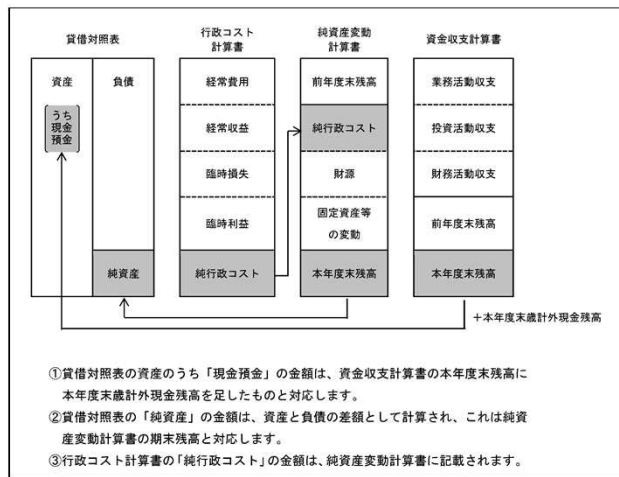 貸借対照表
行政コスト
計算書
純資産変動
計算書
資金収支計算書
資産
うち
現金
預金
負債
純資産
経常費用
経常収益
臨時損失
臨時利益
純行政コスト
前年度末残高
純行政コスト
財源
固定資産等
の変動
本年度末残高
業務活動収支
投資活動収支
財務活動収支
前年度末残高
本年度末残高
+本年度末歳計外現金残高
①貸借対照表の資産のうち「現金預金」の金額は、資金収支計算書の本年度末残高に
本年度末歳計外現金残高を足したものと対応します。
②貸借対照表の「純資産」の金額は、資産と負債の差額として計算され、これは純資
産変動計算書の期末残高と対応します。
③行政コスト計算書の「純行政コスト」の金額は、純資産変動計算書に記載されます。